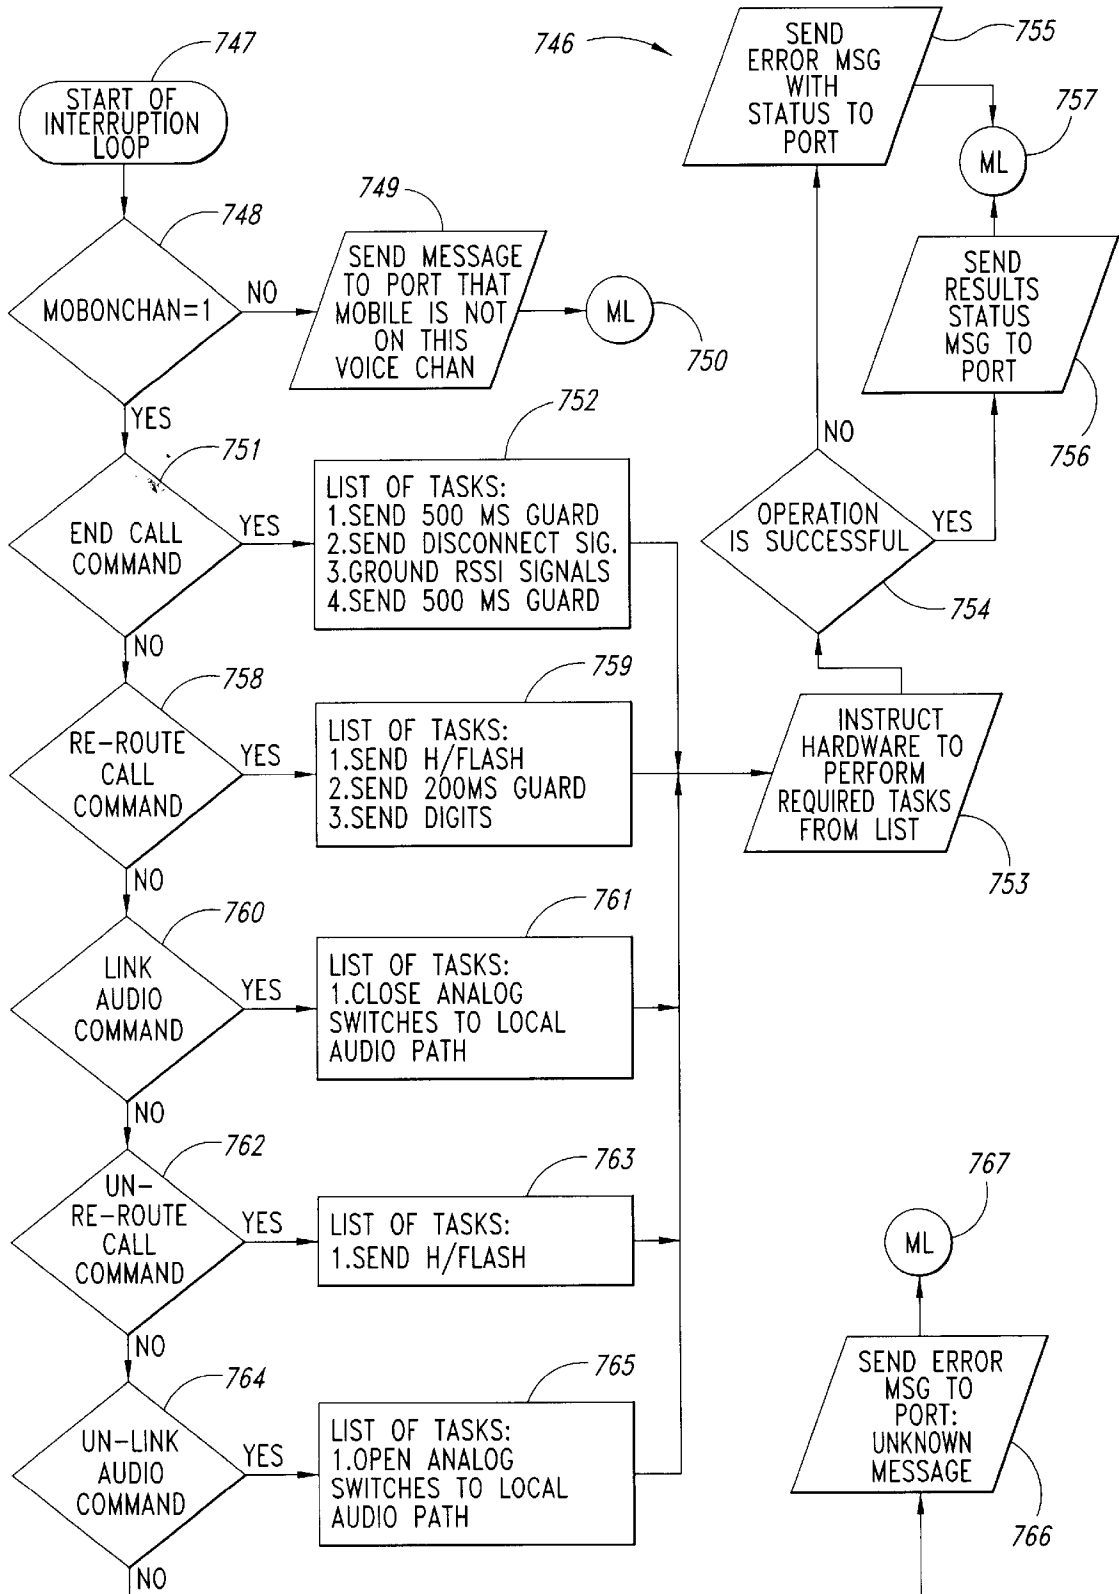 747
START OF
INTERRUPTION
LOOP
748
MOBONCHAN=1
NO
749
SEND MESSAGE
TO PORT THAT
MOBILE IS NOT
ON THIS
VOICE CHAN
ML
750
YES
751
END CALL
COMMAND
YES
752
LIST OF TASKS:
1.SEND 500 MS GUARD
2.SEND DISCONNECT SIG.
3.GROUND RSSI SIGNALS
4.SEND 500 MS GUARD
NO
758
RE-ROUTE
CALL
COMMAND
YES
759
LIST OF TASKS:
1.SEND H/FLASH
2.SEND 200MS GUARD
3.SEND DIGITS
NO
760
LINK
AUDIO
COMMAND
YES
761
LIST OF TASKS:
1.CLOSE ANALOG
SWITCHES TO LOCAL
AUDIO PATH
NO
762
UN-
RE-ROUTE
CALL
COMMAND
YES
763
LIST OF TASKS:
1.SEND H/FLASH
NO
764
UN-LINK
AUDIO
COMMAND
YES
765
LIST OF TASKS:
1.OPEN ANALOG
SWITCHES TO LOCAL
AUDIO PATH
NO
746
SEND
ERROR MSG
WITH
STATUS TO
PORT
755
757
ML
SEND
RESULTS
STATUS
MSG TO
PORT
756
NO
OPERATION
IS SUCCESSFUL
YES
754
INSTRUCT
HARDWARE TO
PERFORM
REQUIRED TASKS
FROM LIST
753
767
ML
SEND ERROR
MSG TO
PORT:
UNKNOWN
MESSAGE
766